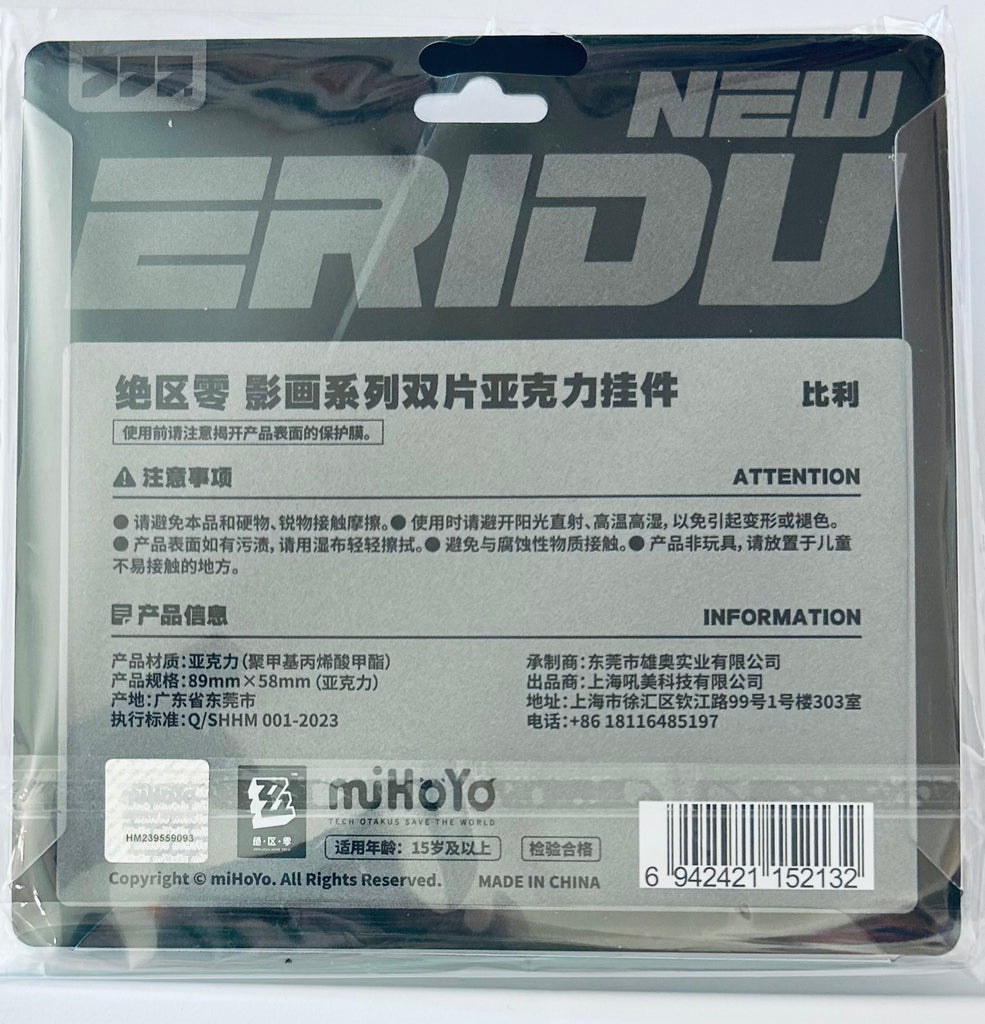 NEW
ERIDU
绝区零 影画系列双片亚克力挂件 比利
使用前请注意揭开产品表面的保护膜。
注意事项 ATTENTION
●请避免本品和硬物、锐物接触摩擦。●使用时请避开阳光直射、高温高湿,以免引起变形或褪色。
●产品表面如有污渍,请用湿布轻轻擦拭。●避免与腐蚀性物质接触。●产品非玩具,请放置于儿童
不易接触的地方。
产品信息 INFORMATION
产品材质:亚克力(聚甲基丙烯酸甲酯)
产品规格:89mm×58mm(亚克力)
产地:广东省东莞市
执行标准:Q/SHHM 001-2023
承制商:东莞市雄奥实业有限公司
出品商:上海吼美科技有限公司
地址:上海市徐汇区钦江路99号1号楼303室
电话:+86 18116485197
HM239559093
绝·区·零
miHoYo
TECH OTAKUS SAVE THE WORLD
适用年龄:15岁及以上 检验合格
Copyright © miHoYo. All Rights Reserved. MADE IN CHINA
6 942421 152132